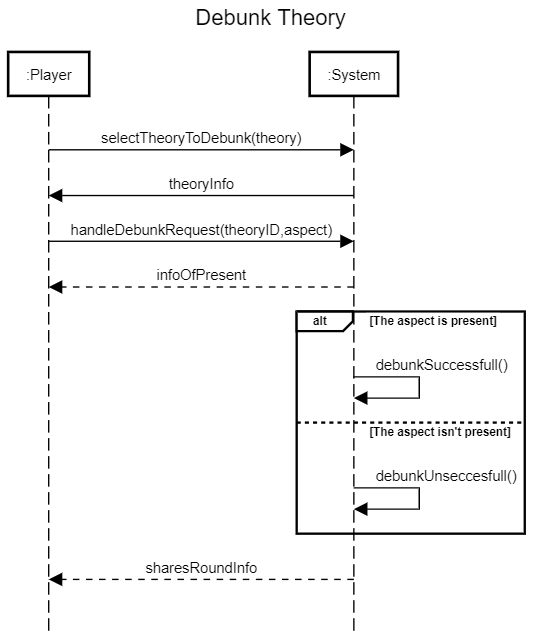 Debunk Theory
:Player
:System
selectTheoryToDebunk(theory)
theoryInfo
handleDebunkRequest(theoryID,aspect)
infoOfPresent
alt
[The aspect is present]
debunkSuccessfull()
[The aspect isn't present]
debunkUnseccesfull()
sharesRoundInfo